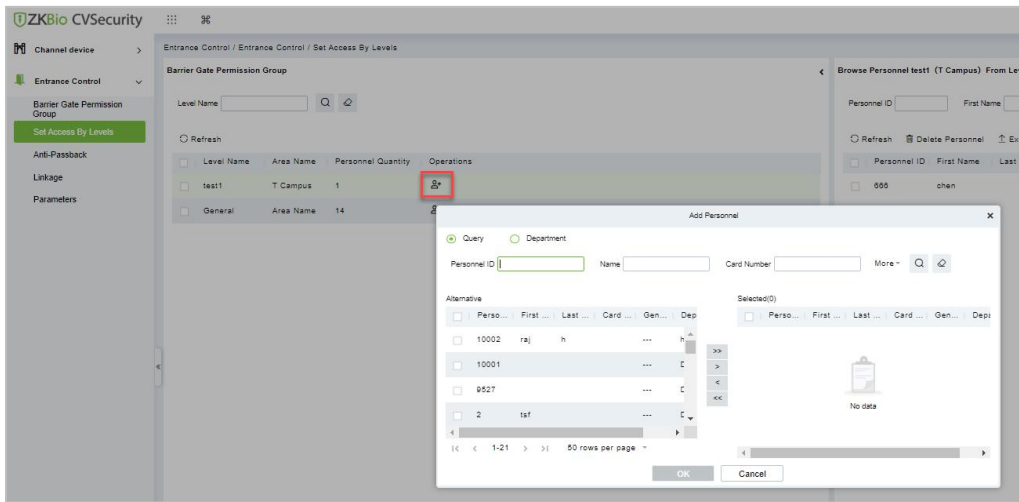 ZKBio CVSecurity
Channel device
Entrance Control
Barrier Gate Permission
Group
Set Access By Levels
Anti-Passback
Linkage
Parameters
Entrance Control / Entrance Control / Set Access By Levels
Barrier Gate Permission Group
Level Name
Refresh
Level Name Area Name Personnel Quantity Operations
test1 T Campus 1
General Area Name 14
Browse Personnel test1 (T Campus) From Le
Personnel ID First Name
Refresh Delete Personnel Ex
Personnel ID First Name Last
666 chen
Add Personnel
Query Department
Personnel ID Name Card Number More
Alternative
Perso... First ... Last ... Card ... Gen... Dep
10002 raj h --- h
10001 --- D
9527 --- D
2 tsf --- D
1-21 50 rows per page
Selected(0)
Perso... First ... Last ... Card ... Gen... Depa
No data
OK Cancel